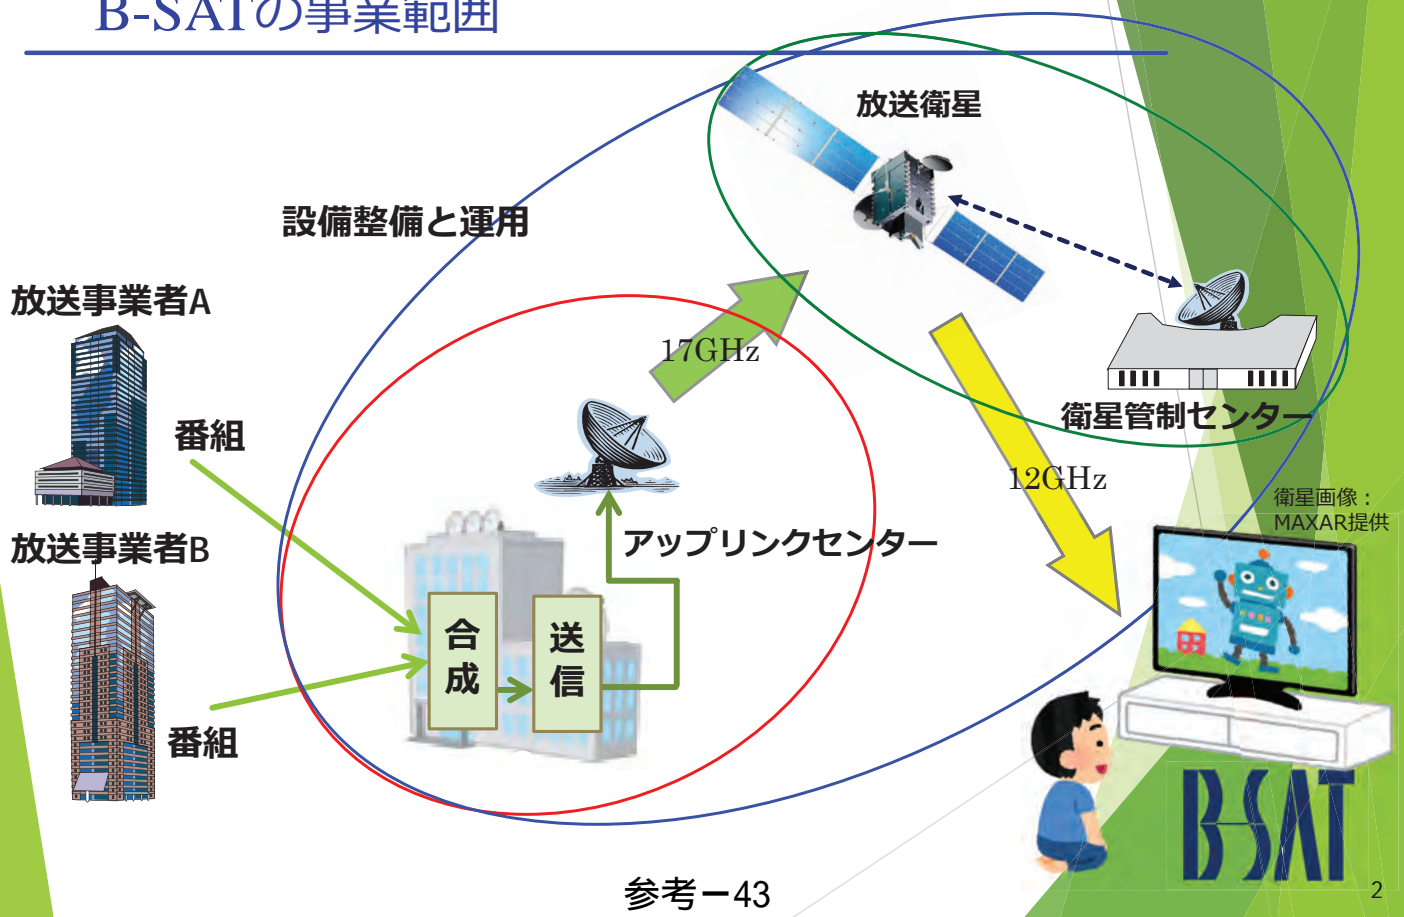 B-SATの事業範囲
放送衛星
設備整備と運用
放送事業者A
17GHz
番組
衛星管制センター
12GHz
衛星画像：
MAXAR提供
放送事業者B
アップリンクセンター
合成
送信
番組
B-SAT
参考ー43
2